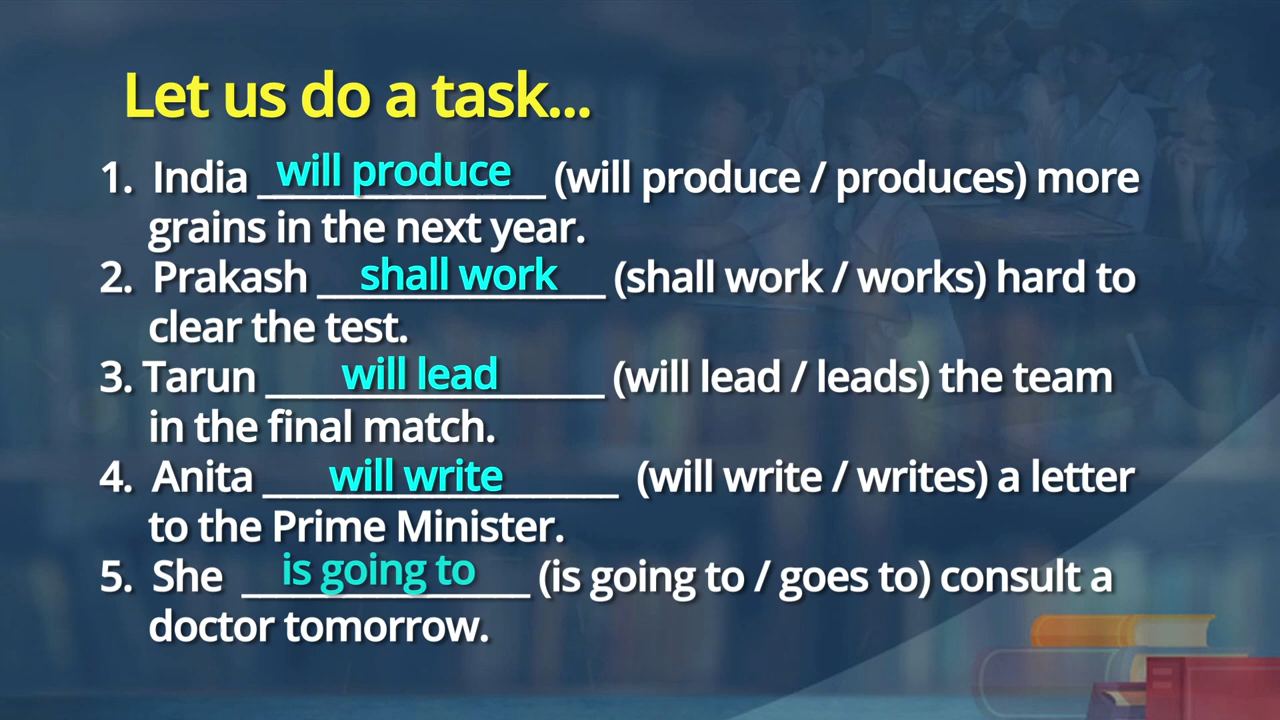 Let us do a task...
1. India will produce (will produce / produces) more
grains in the next year.
2. Prakash shall work (shall work / works) hard to
clear the test.
3. Tarun will lead (will lead / leads) the team
in the final match.
4. Anita will write (will write / writes) a letter
to the Prime Minister.
5. She is going to (is going to / goes to) consult a
doctor tomorrow.